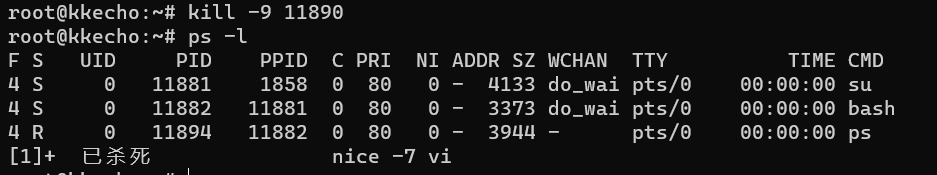 root@kkecho:~# kill -9 11890
root@kkecho:~# ps -l
F S   UID     PID    PPID  C PRI  NI ADDR SZ WCHAN  TTY          TIME CMD
4 S     0   11881    1858  0  80   0 -  4133 do_wai pts/0    00:00:00 su
4 S     0   11882   11881  0  80   0 -  3373 do_wai pts/0    00:00:00 bash
4 R     0   11894   11882  0  80   0 -  3944 -      pts/0    00:00:00 ps
[1]+  已杀死               nice -7 vi
root@kkecho:~#